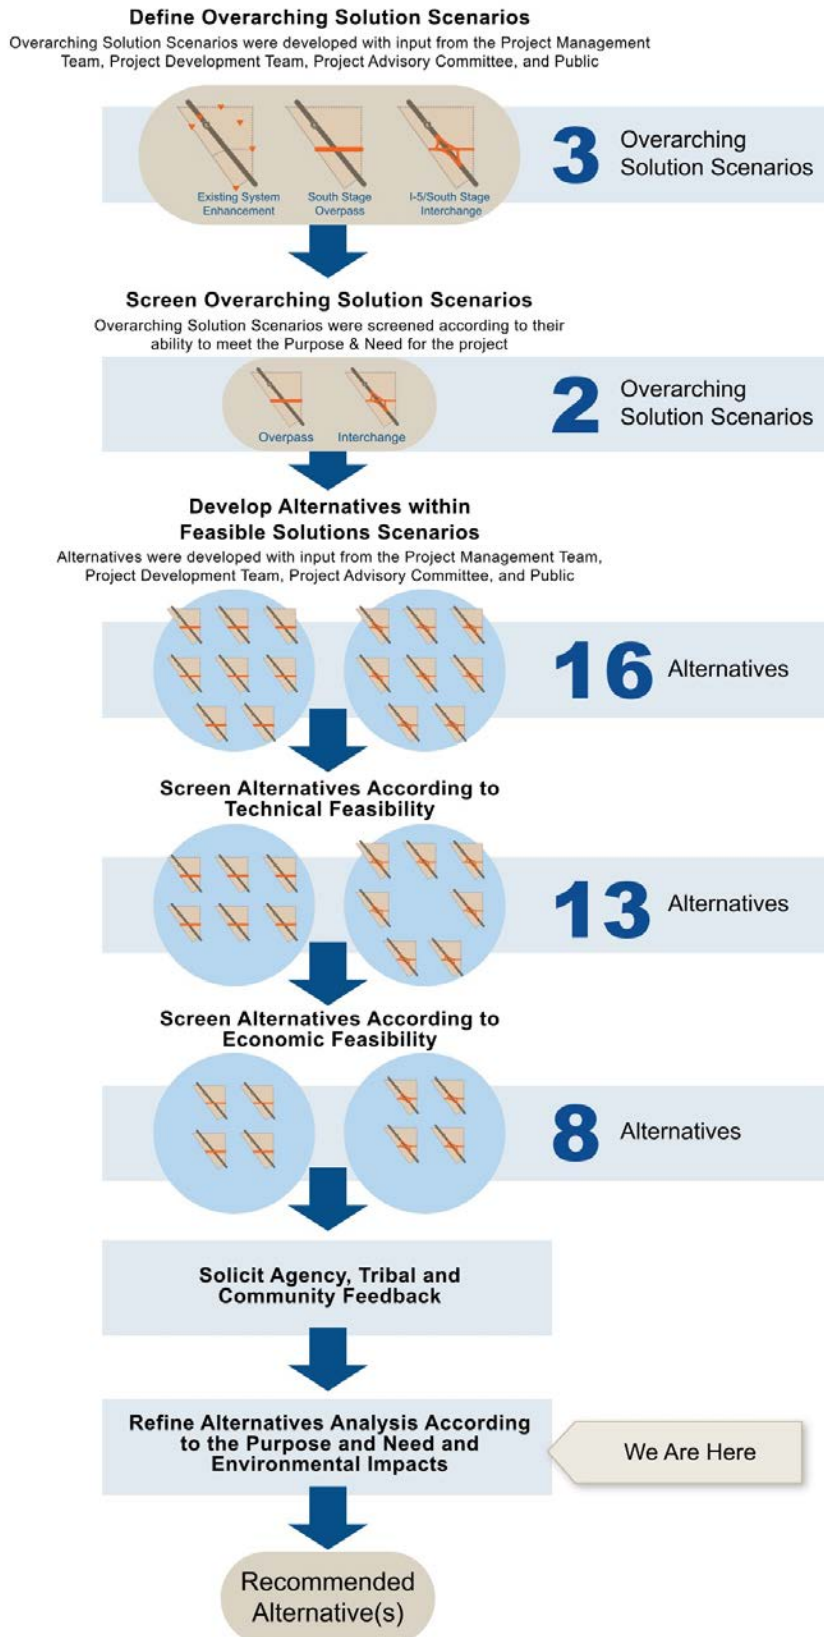 Define Overarching Solution Scenarios
Overarching Solution Scenarios were developed with input from the Project Management
Team, Project Development Team, Project Advisory Committee, and Public
Existing System
Enhancement
South Stage
Overpass
I-5/South Stage
Interchange
3
Overarching
Solution Scenarios
Screen Overarching Solution Scenarios
Overarching Solution Scenarios were screened according to their
ability to meet the Purpose & Need for the project
Overpass
Interchange
2
Overarching
Solution Scenarios
Develop Alternatives within
Feasible Solutions Scenarios
Alternatives were developed with input from the Project Management Team,
Project Development Team, Project Advisory Committee, and Public
16 Alternatives
Screen Alternatives According to
Technical Feasibility
13 Alternatives
Screen Alternatives According to
Economic Feasibility
8 Alternatives
Solicit Agency, Tribal and
Community Feedback
Refine Alternatives Analysis According
to the Purpose and Need and
Environmental Impacts
We Are Here
Recommended
Alternative(s)